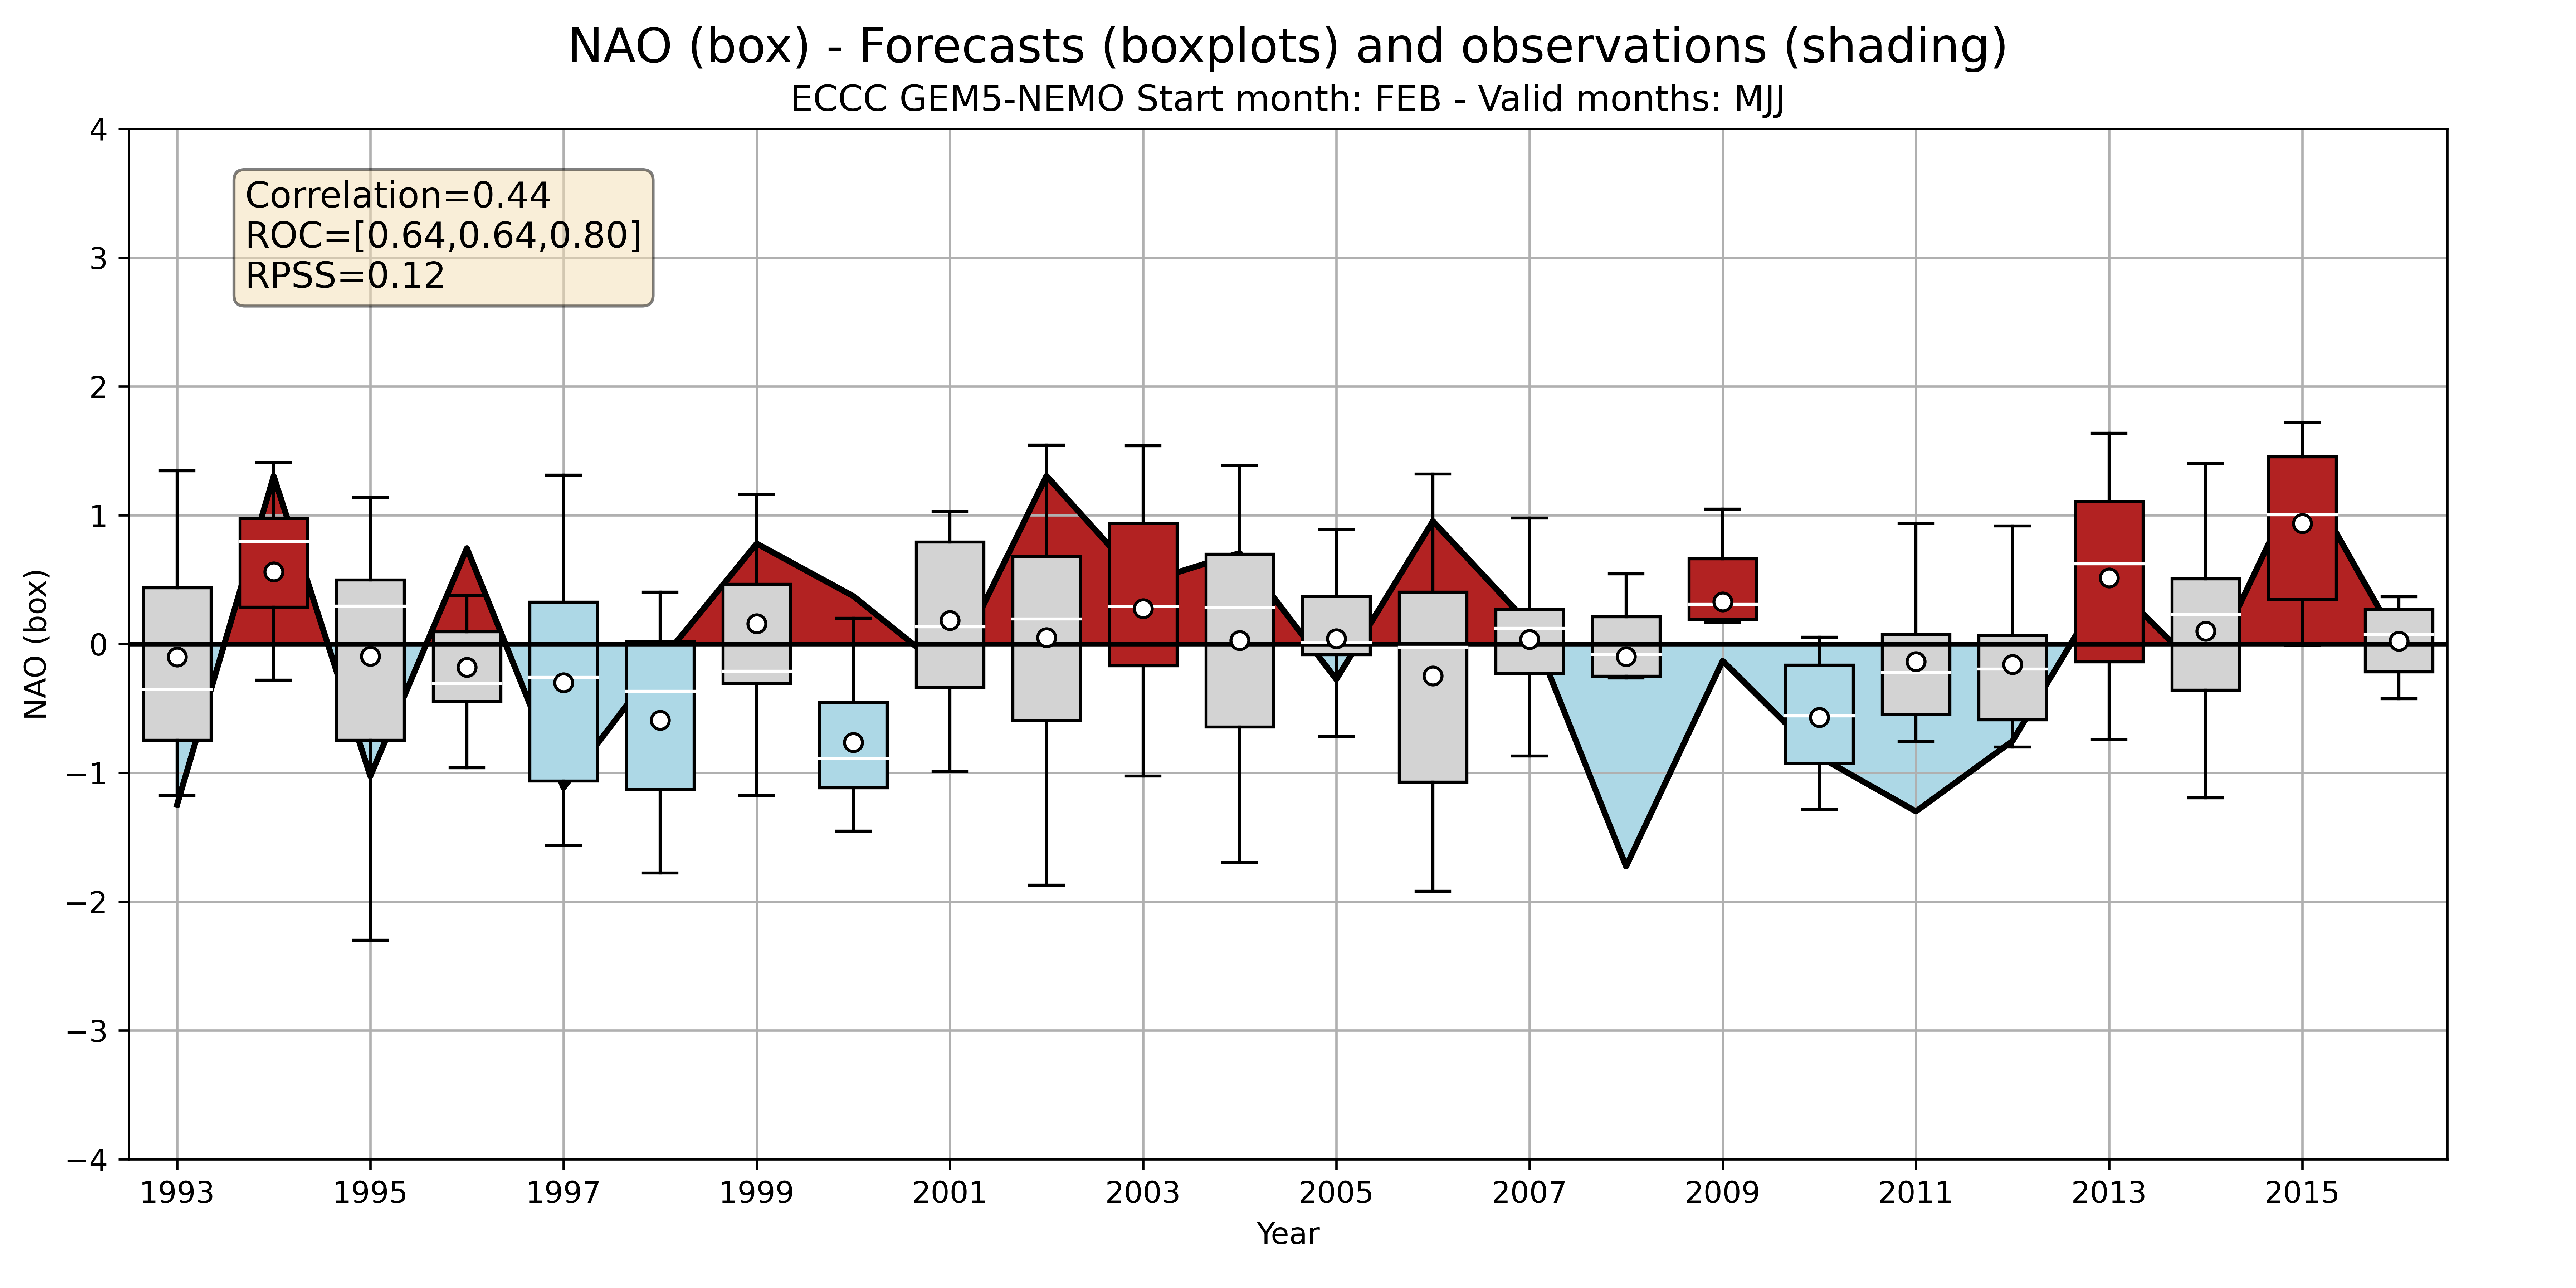 NAO (box) - Forecasts (boxplots) and observations (shading)
ECCC GEM5-NEMO Start month: FEB - Valid months: MJJ
Correlation=0.44
ROC=[0.64,0.64,0.80]
RPSS=0.12
NAO (box)
4
3
2
1
0
−1
−2
−3
−4
1993 1995 1997 1999 2001 2003 2005 2007 2009 2011 2013 2015
Year